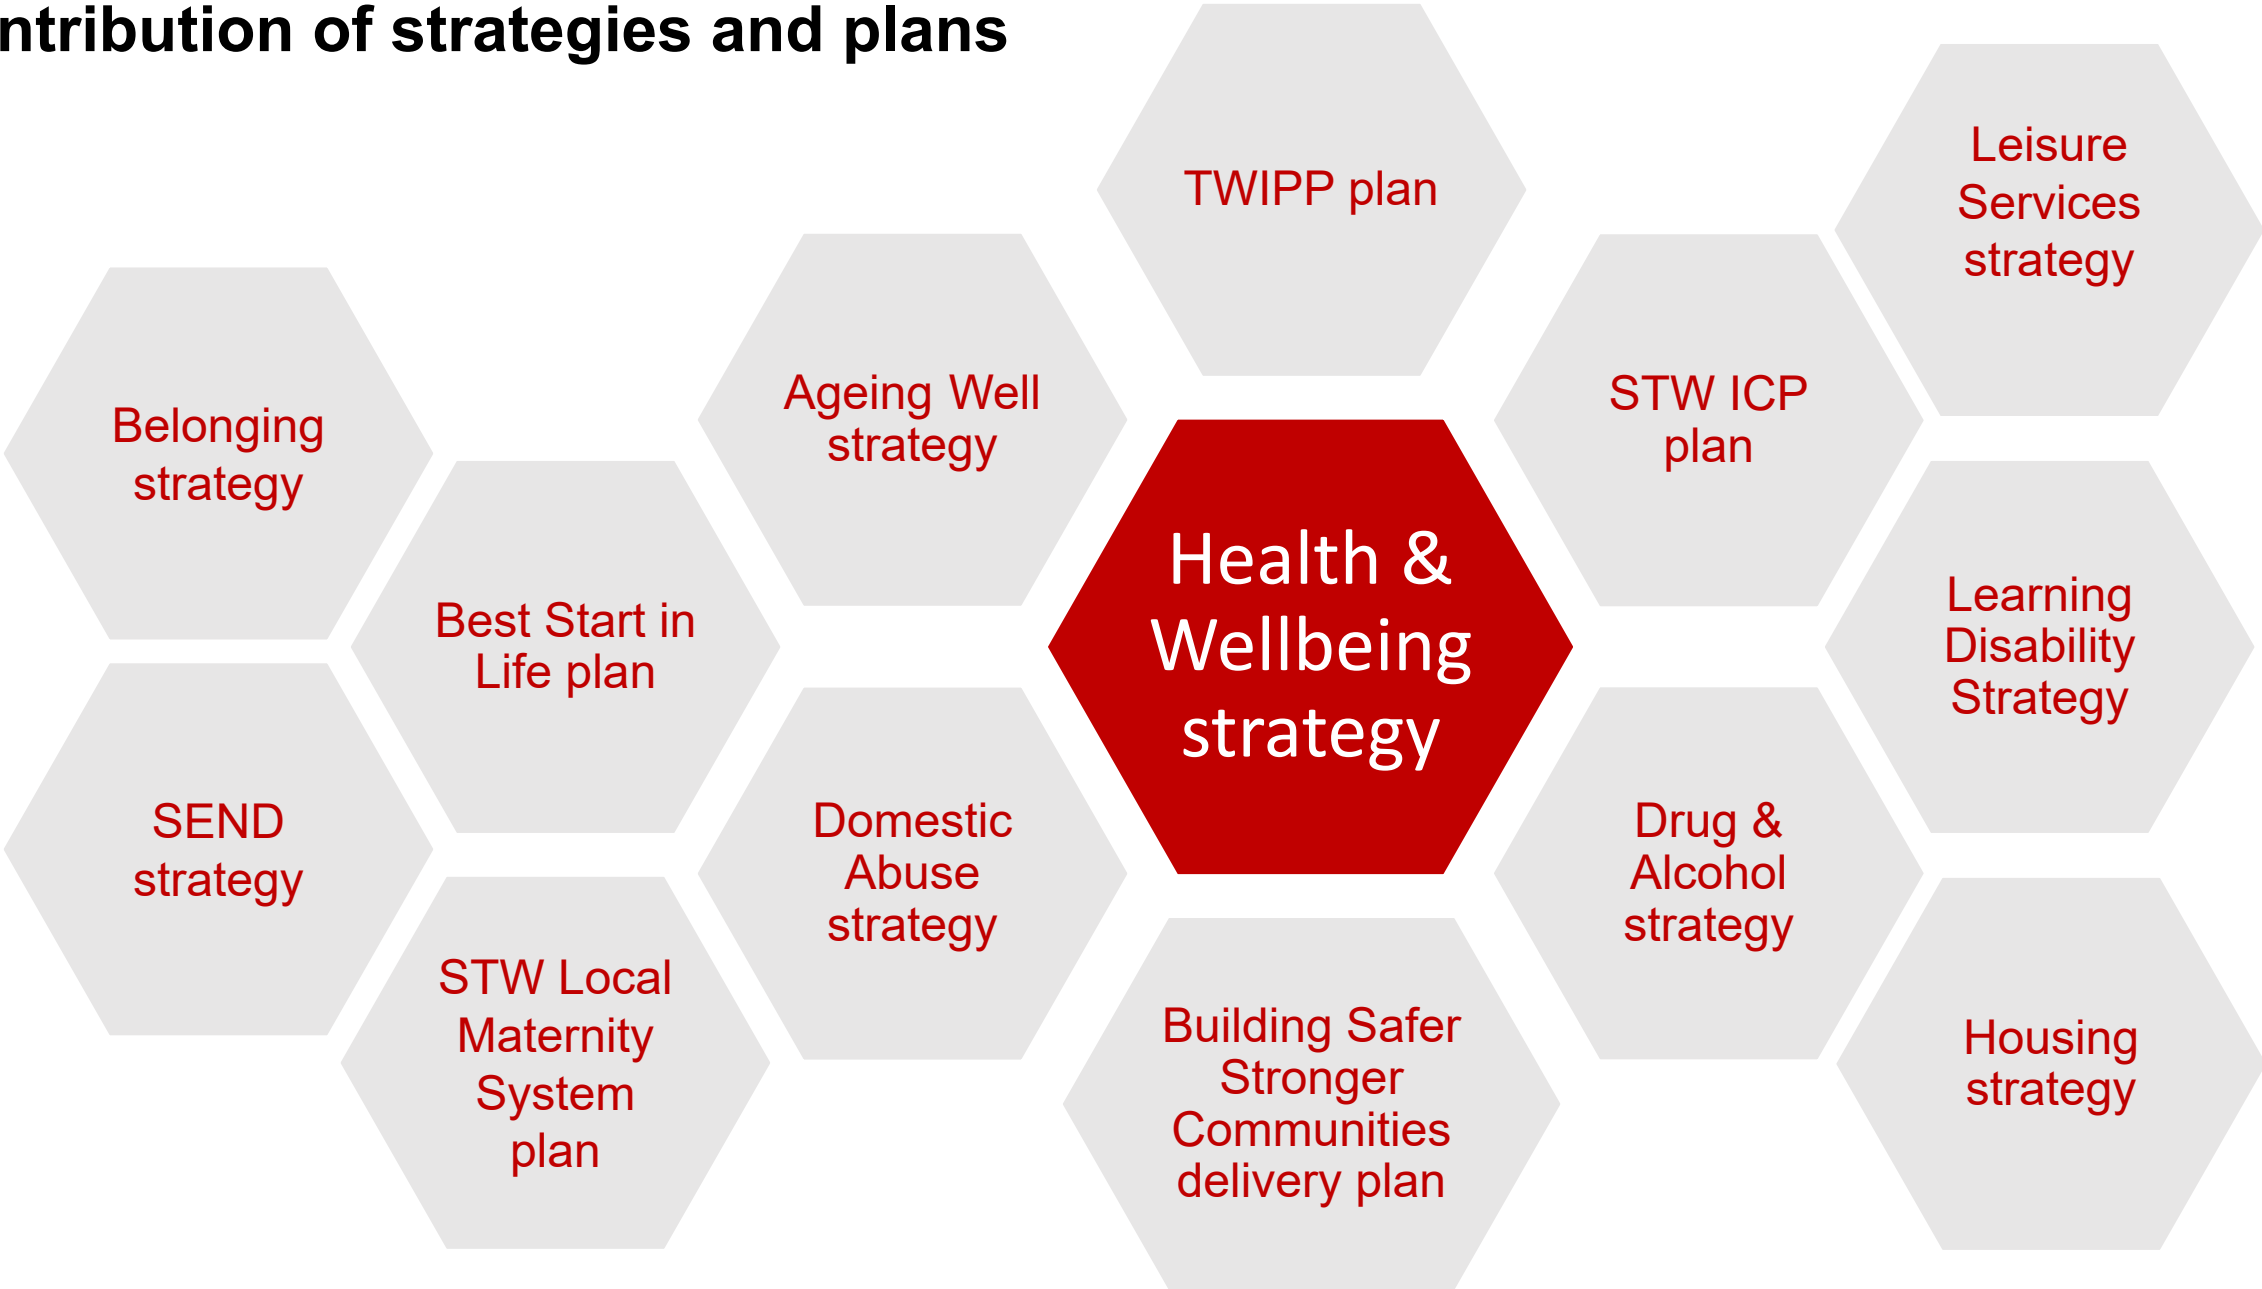 ntribution of strategies and plans
TWIPP plan
Leisure
Services
strategy
Ageing Well
strategy
STW ICP
plan
Belonging
strategy
Health &
Wellbeing
strategy
Best Start in
Life plan
Learning
Disability
Strategy
SEND
strategy
Domestic
Abuse
strategy
Drug &
Alcohol
strategy
STW Local
Maternity
System
plan
Building Safer
Stronger
Communities
delivery plan
Housing
strategy